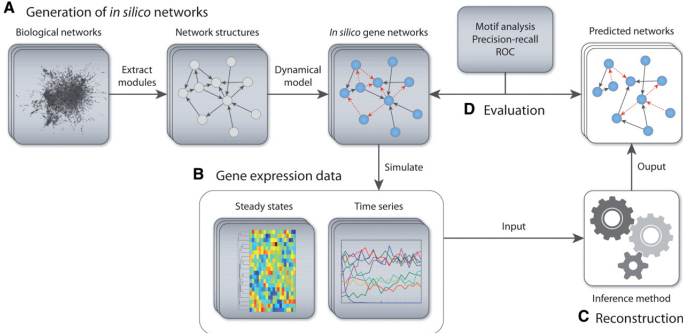 A Generation of in silico networks
Biological networks
Network structures
In silico gene networks
Motif analysis
Precision-recall
ROC
Predicted networks
Extract
modules
Dynamical
model
D Evaluation
Simulate
Ouput
B Gene expression data
Steady states
Time series
Input
Inference method
C Reconstruction